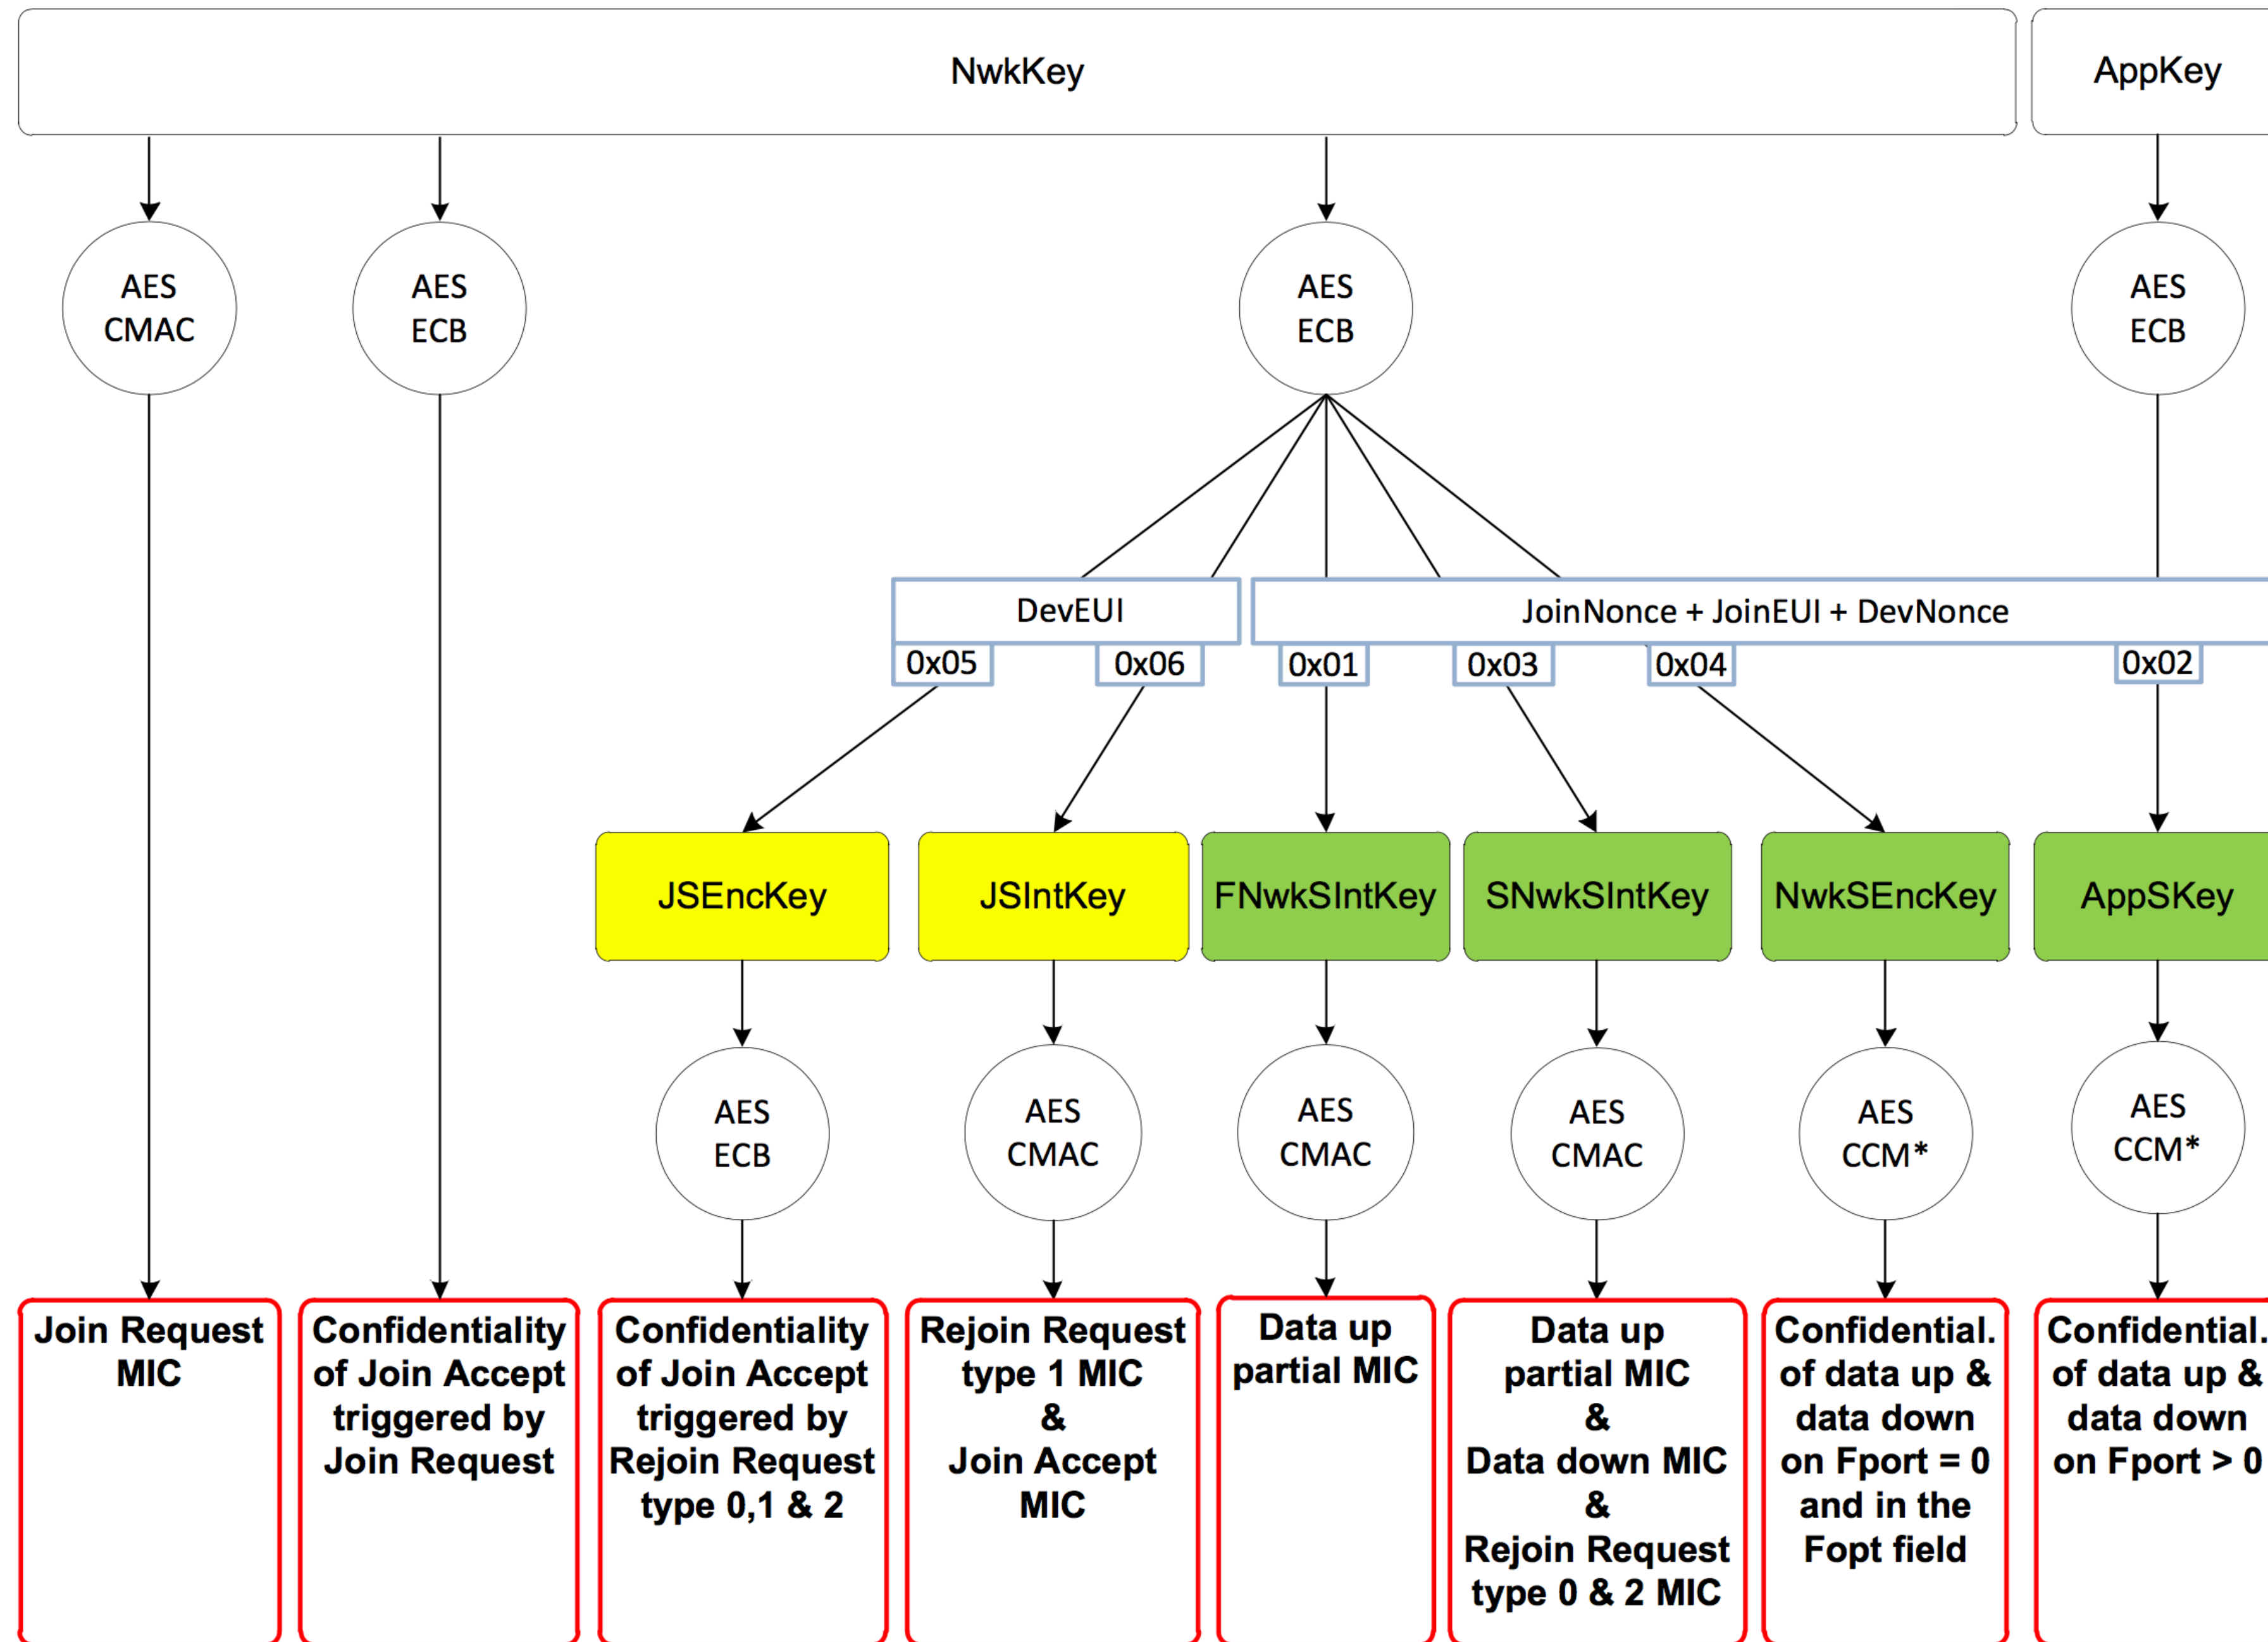 NwkKey
AppKey
AES
CMAC
AES
ECB
AES
ECB
AES
ECB
DevEUI
JoinNonce + JoinEUI + DevNonce
0x05
0x06
0x01
0x03
0x04
0x02
JSEncKey
JSIntKey
FNwkSIntKey
SNwkSIntKey
NwkSEncKey
AppSKey
AES
ECB
AES
CMAC
AES
CMAC
AES
CMAC
AES
CCM*
AES
CCM*
Join Request
MIC
Confidentiality
of Join Accept
triggered by
Join Request
Confidentiality
of Join Accept
triggered by
Rejoin Request
type 0,1 & 2
Rejoin Request
type 1 MIC
&
Join Accept
MIC
Data up
partial MIC
Data up
partial MIC
&
Data down MIC
&
Rejoin Request
type 0 & 2 MIC
Confidential.
of data up &
data down
on Fport = 0
and in the
Fopt field
Confidential.
of data up &
data down
on Fport > 0